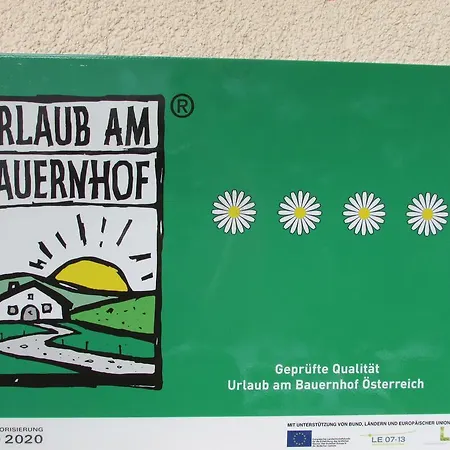 RLAUB AM
AUERNHOF
®
Geprüfte Qualität
Urlaub am Bauernhof Österreich
ORISIERUNG
2020
MIT UNTERSTÜTZUNG VON BUND, LÄNDERN UND EUROPÄISCHER UNION
LE 07-13